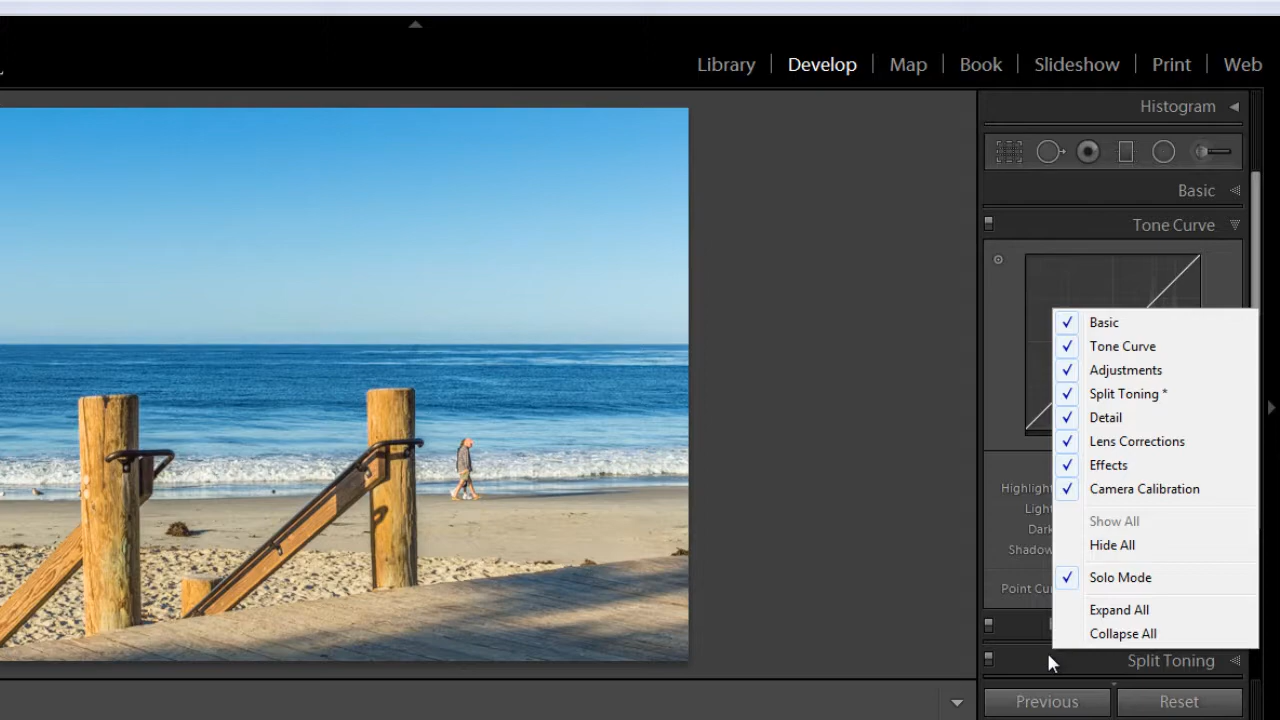 Library Develop Map Book Slideshow Print Web
Histogram
Basic
Tone Curve
Basic
Tone Curve
Adjustments
Split Toning *
Detail
Lens Corrections
Effects
Camera Calibration
Show All
Hide All
Solo Mode
Expand All
Collapse All
Point
Split Toning
Previous Reset